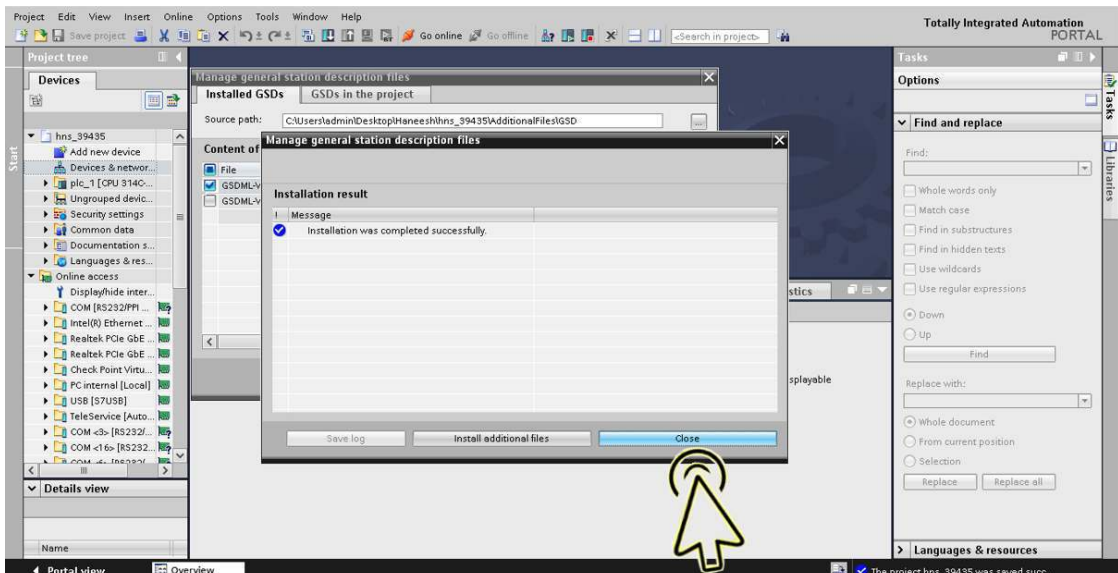 Project Edit View Insert Online Options Tools Window Help
Totally Integrated Automation
PORTAL
Save project
Go online
Go offline
<Search in project>
Project tree
Devices
Start
hns_39435
Add new device
Devices & networ...
plc_1 [CPU 314C-...
Ungrouped devic...
Security settings
Common data
Documentation s...
Languages & res...
Online access
Display/hide inter...
COM [RS232/PPI ...
Intel(R) Ethernet ...
Realtek PCIe GbE ...
Realtek PCIe GbE ...
Check Point Virtu...
PC internal [Local]
USB [S7USB]
TeleService [Auto...
COM <3> [RS232/...
COM <16> [RS232...
Details view
Name
Manage general station description files
Installed GSDs
GSDs in the project
Source path:
C:\Users\admin\Desktop\Haneesh\hns_39435\AdditionalFiles\GSD
Content of
File
GSDML-V
GSDML-V
Manage general station description files
Installation result
! Message
Installation was completed successfully.
Save log
Install additional files
Close
stics
splayable
Tasks
Options
Find and replace
Find:
Whole words only
Match case
Find in substructures
Find in hidden texts
Use wildcards
Use regular expressions
Down
Up
Find
Replace with:
Whole document
From current position
Selection
Replace
Replace all
Languages & resources
Tasks
Libraries
Portal view
Overview
The project hns_39435 was saved succ...